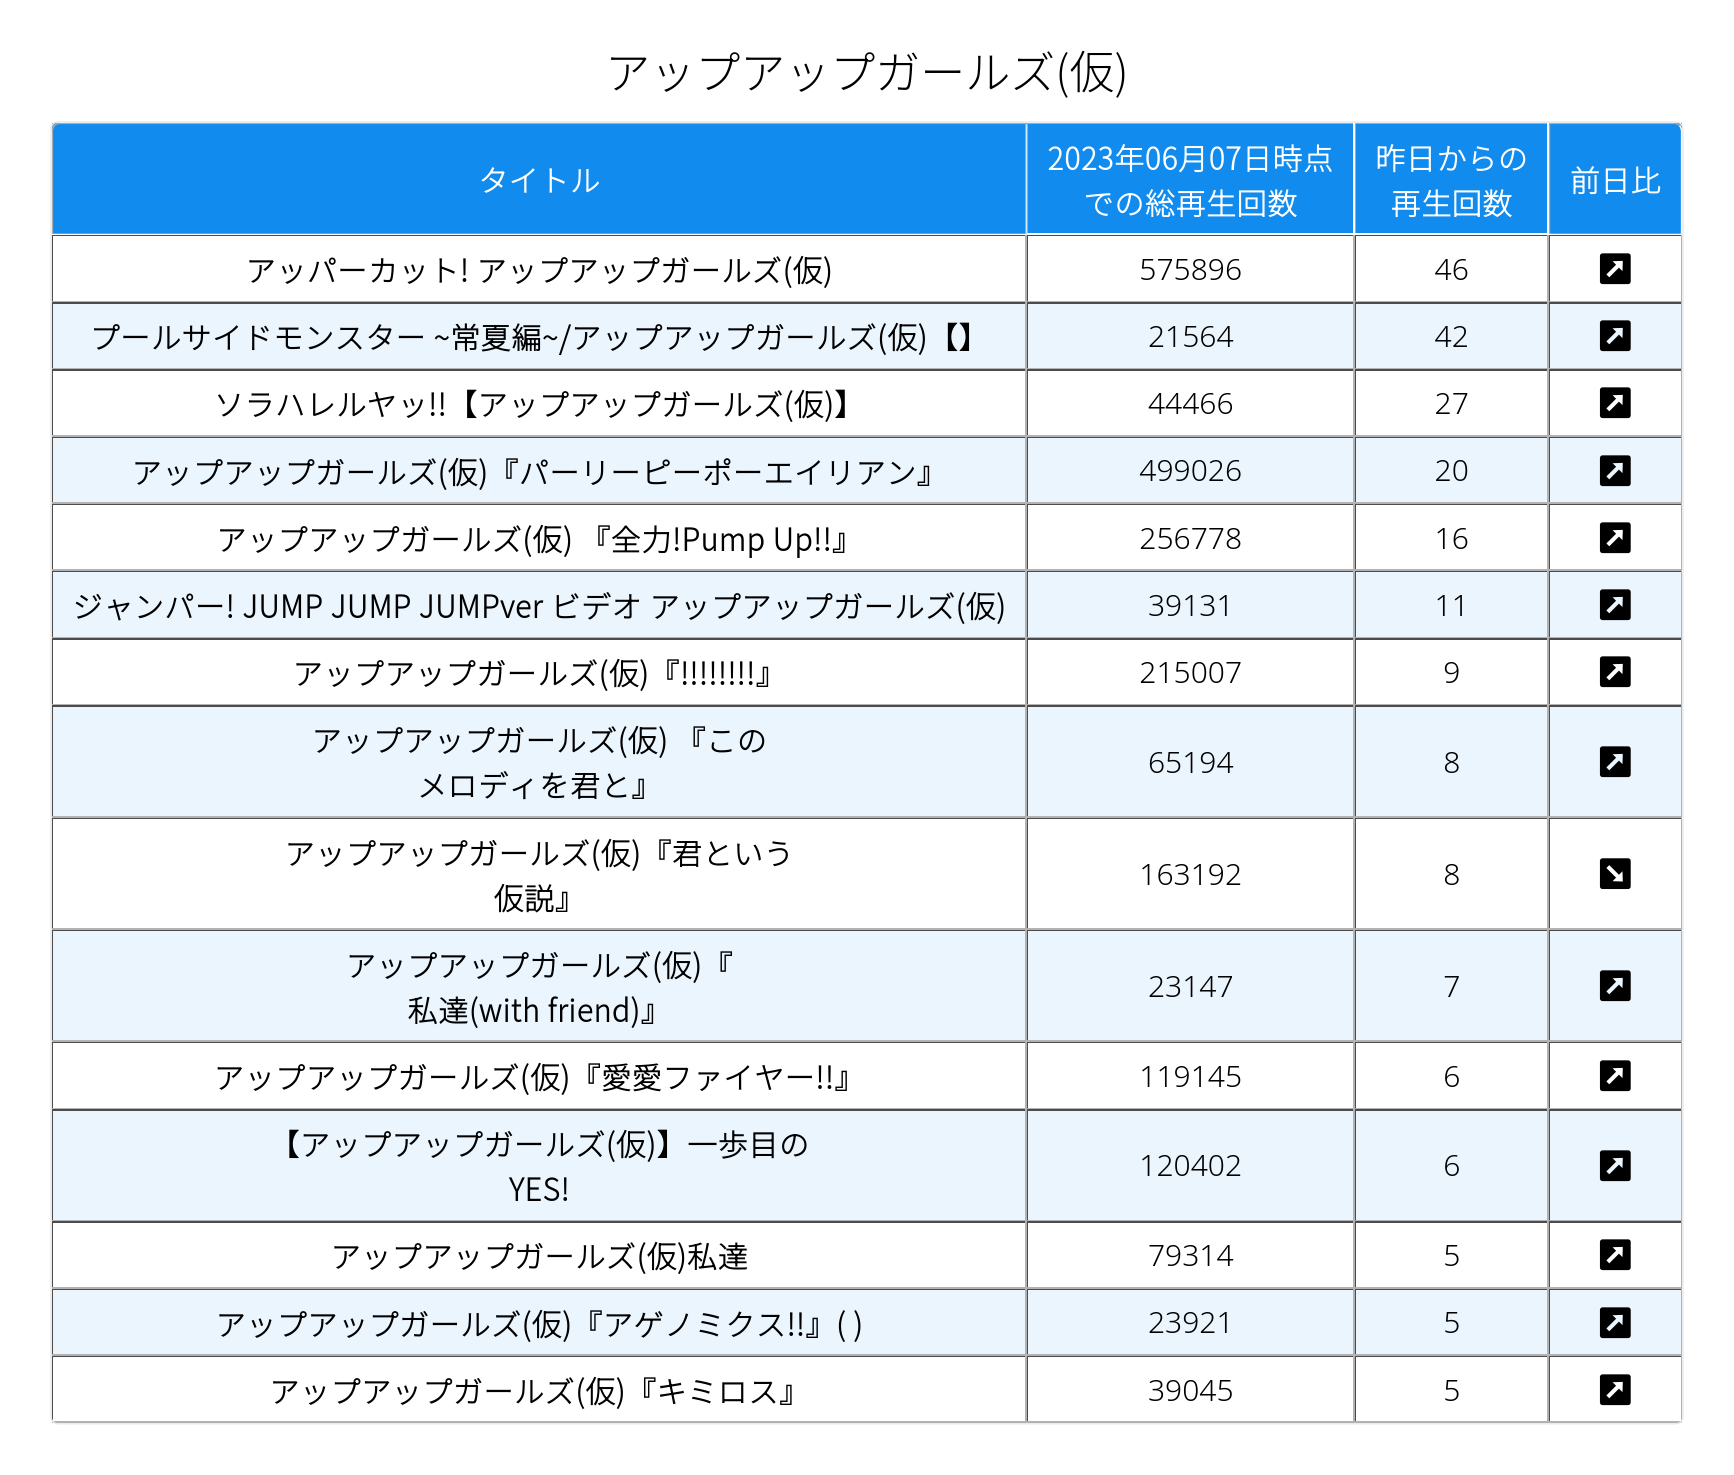 アップアップガールズ(仮)
タイトル
2023年06月07日時点
での総再生回数
昨日からの
再生回数
前日比
アッパーカット! アップアップガールズ(仮)
575896
46
プールサイドモンスター ~常夏編~/アップアップガールズ(仮)【】
21564
42
ソラハレルヤッ!!【アップアップガールズ(仮)】
44466
27
アップアップガールズ(仮)『パーリーピーポーエイリアン』
499026
20
アップアップガールズ(仮) 『全力!Pump Up!!』
256778
16
ジャンパー! JUMP JUMP JUMPver ビデオ アップアップガールズ(仮)
39131
11
アップアップガールズ(仮)『!!!!!!!!』
215007
9
アップアップガールズ(仮) 『この
メロディを君と』
65194
8
アップアップガールズ(仮)『君という
仮説』
163192
8
アップアップガールズ(仮)『
私達(with friend)』
23147
7
アップアップガールズ(仮)『愛愛ファイヤー!!』
119145
6
【アップアップガールズ(仮)】一歩目の
YES!
120402
6
アップアップガールズ(仮)私達
79314
5
アップアップガールズ(仮)『アゲノミクス!!』( )
23921
5
アップアップガールズ(仮)『キミロス』
39045
5